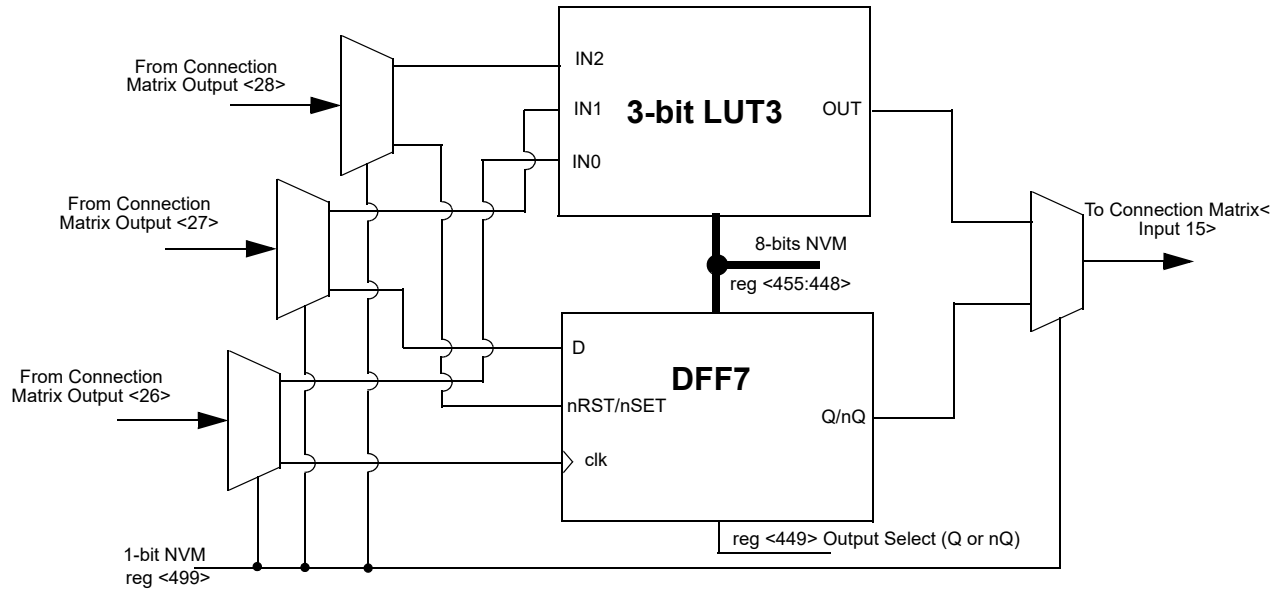 From Connection
Matrix Output <28>
IN2
IN1
IN0
3-bit LUT3
OUT
From Connection
Matrix Output <27>
To Connection Matrix<
Input 15>
8-bits NVM
reg <455:448>
From Connection
Matrix Output <26>
D
DFF7
nRST/nSET
Q/nQ
clk
reg <449> Output Select (Q or nQ)
1-bit NVM
reg <499>